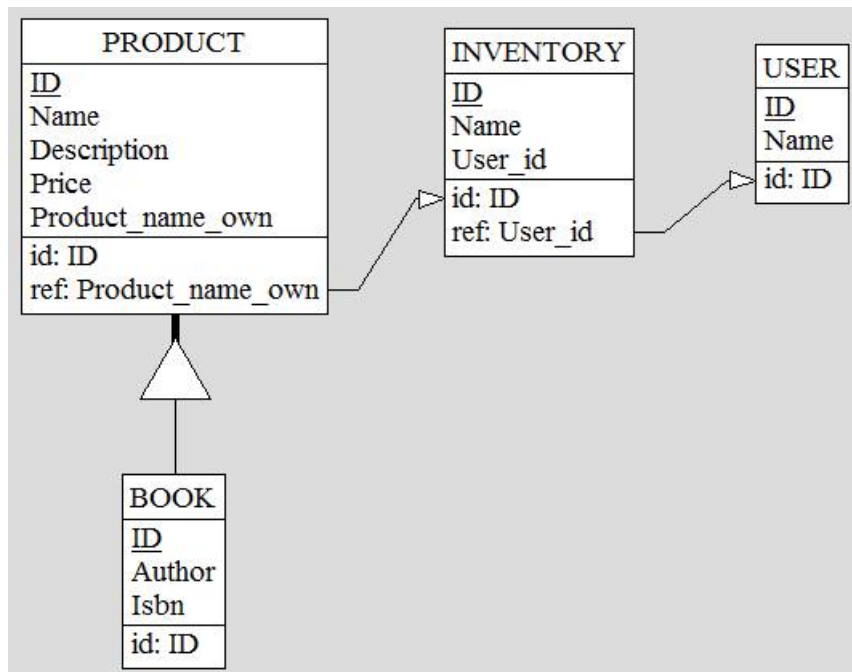 PRODUCT
ID
Name
Description
Price
Product_name_own
id: ID
ref: Product_name_own
INVENTORY
ID
Name
User_id
id: ID
ref: User_id
USER
ID
Name
id: ID
BOOK
ID
Author
Isbn
id: ID